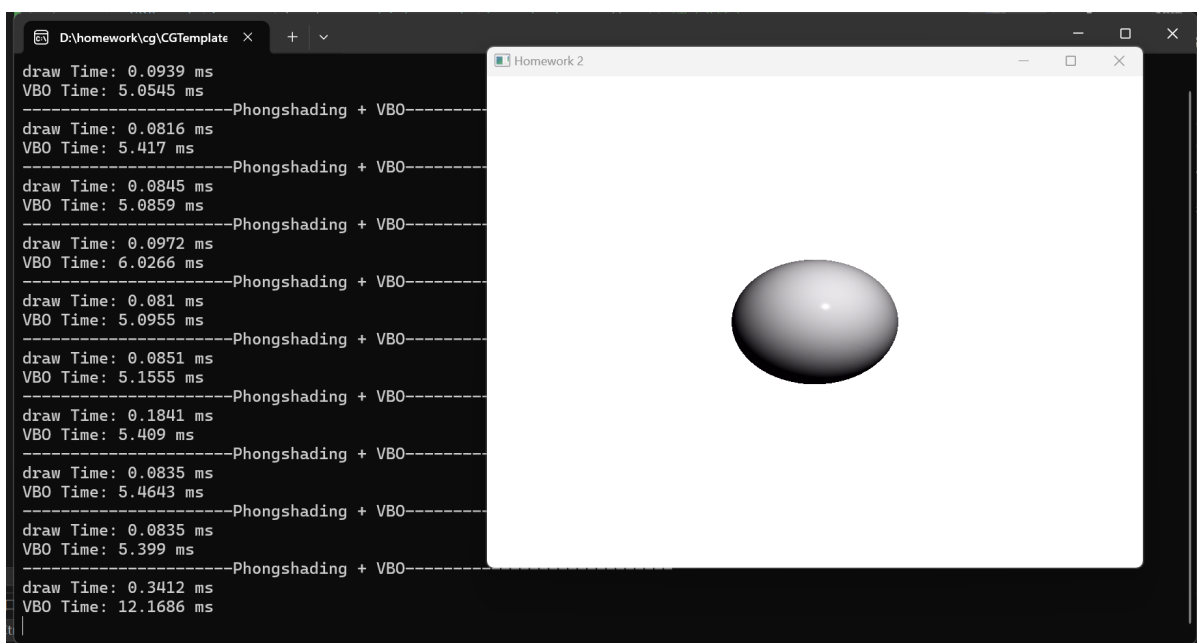 D:\homework\cg\CGTemplate
Homework 2
draw Time: 0.0939 ms
VBO Time: 5.0545 ms
----------------------Phongshading + VBO---------
draw Time: 0.0816 ms
VBO Time: 5.417 ms
----------------------Phongshading + VBO---------
draw Time: 0.0845 ms
VBO Time: 5.0859 ms
----------------------Phongshading + VBO---------
draw Time: 0.0972 ms
VBO Time: 6.0266 ms
----------------------Phongshading + VBO---------
draw Time: 0.081 ms
VBO Time: 5.0955 ms
----------------------Phongshading + VBO---------
draw Time: 0.0851 ms
VBO Time: 5.1555 ms
----------------------Phongshading + VBO---------
draw Time: 0.1841 ms
VBO Time: 5.409 ms
----------------------Phongshading + VBO---------
draw Time: 0.0835 ms
VBO Time: 5.4643 ms
----------------------Phongshading + VBO---------
draw Time: 0.0835 ms
VBO Time: 5.399 ms
----------------------Phongshading + VBO----------------------------
draw Time: 0.3412 ms
VBO Time: 12.1686 ms